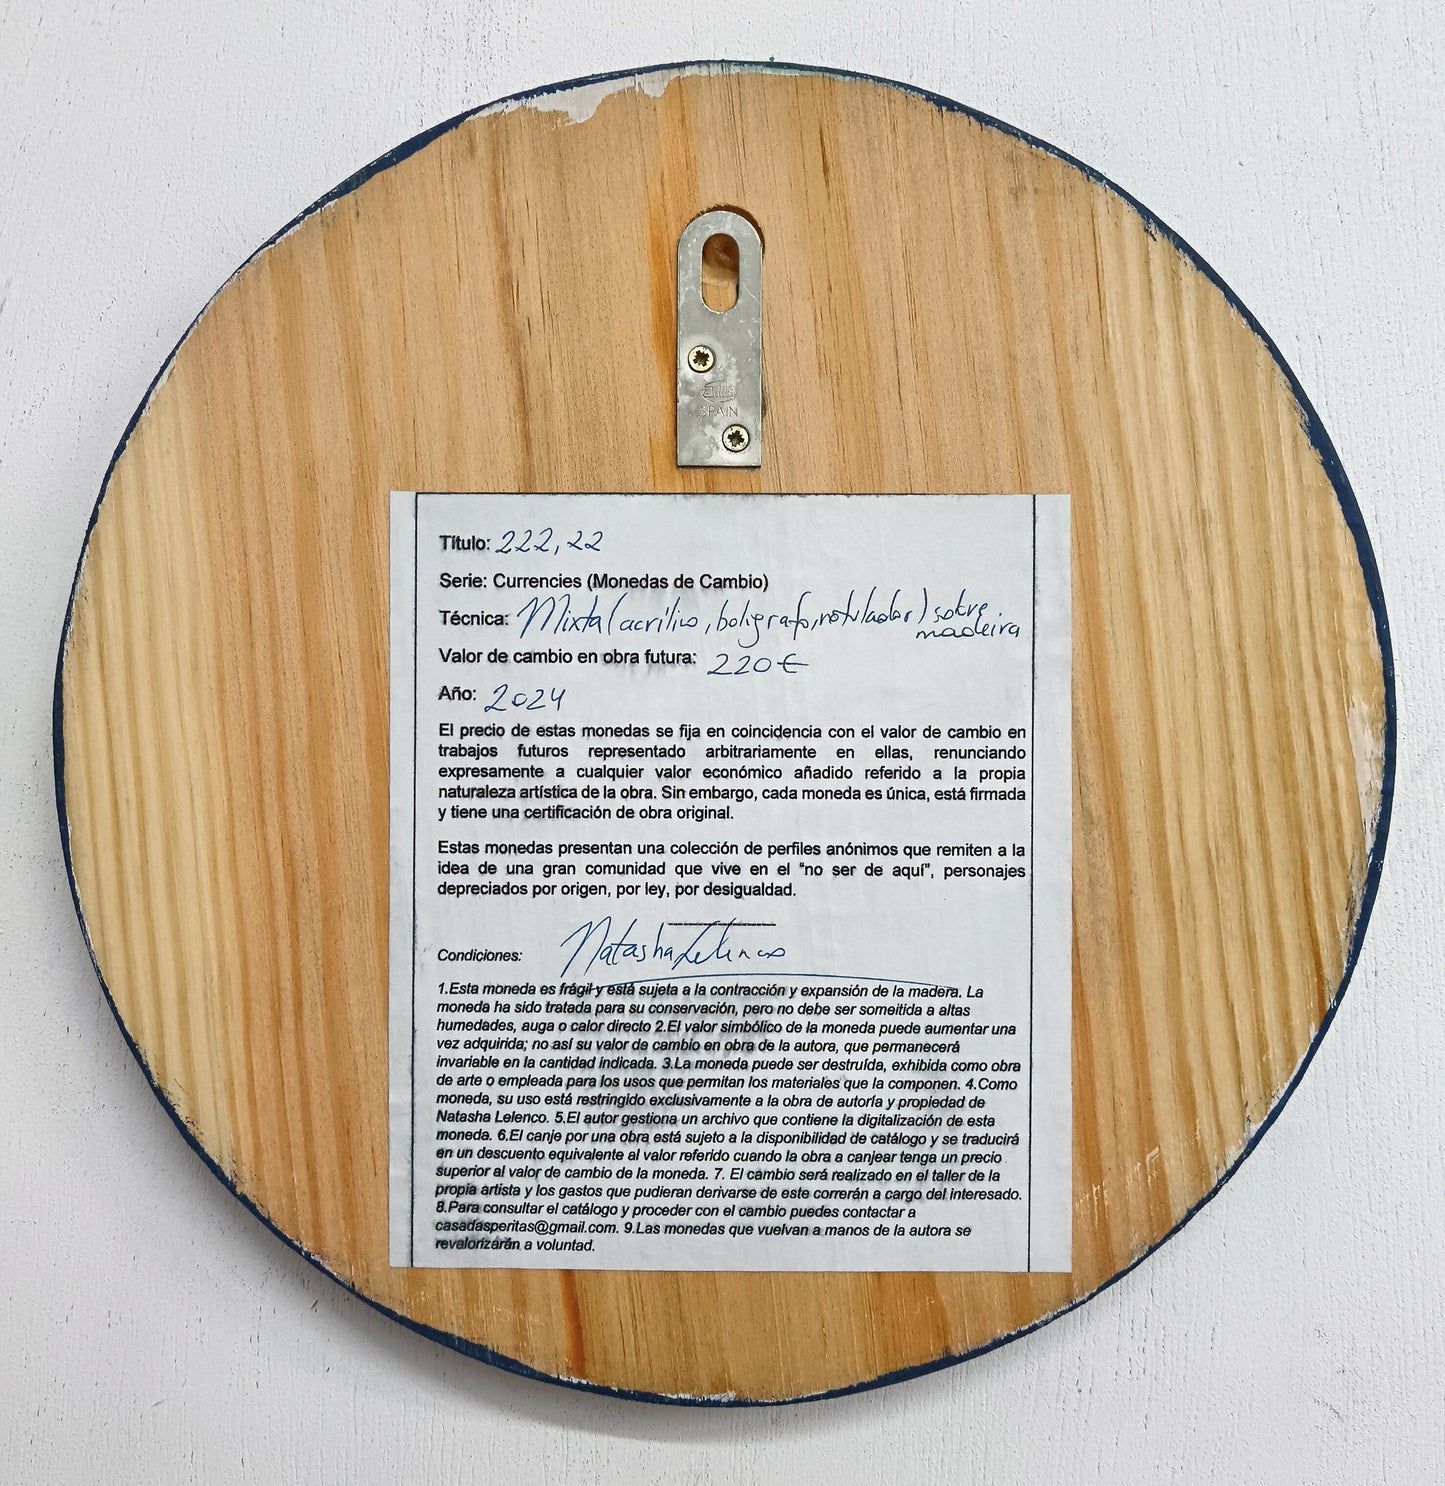 SPAIN
Título: 222,22
Serie: Currencies (Monedas de Cambio)
Técnica: Mixta (acrílico, bolígrafo, rotulador) sobre
madeira
Valor de cambio en obra futura: 220€
Año: 2024
El precio de estas monedas se fija en coincidencia con el valor de cambio en
trabajos futuros representado arbitrariamente en ellas, renunciando
expresamente a cualquier valor económico añadido referido a la propia
naturaleza artística de la obra. Sin embargo, cada moneda es única, está firmada
y tiene una certificación de obra original.
Estas monedas presentan una colección de perfiles anónimos que remiten a la
idea de una gran comunidad que vive en el “no ser de aquí”, personajes
depreciados por origen, por ley, por desigualdad.
Natasha Lelenco
Condiciones:
1.Esta moneda es frágil y está sujeta a la contracción y expansión de la madera. La
moneda ha sido tratada para su conservación, pero no debe ser someitida a altas
humedades, auga o calor directo 2.El valor simbólico de la moneda puede aumentar una
vez adquirida; no así su valor de cambio en obra de la autora, que permanecerá
invariable en la cantidad indicada. 3.La moneda puede ser destruída, exhibida como obra
de arte o empleada para los usos que permitan los materiales que la componen. 4.Como
moneda, su uso está restringido exclusivamente a la obra de autoría y propiedad de
Natasha Lelenco. 5.El autor gestiona un archivo que contiene la digitalización de esta
moneda. 6.El canje por una obra está sujeto a la disponibilidad de catálogo y se traducirá
en un descuento equivalente al valor referido cuando la obra a canjear tenga un precio
superior al valor de cambio de la moneda. 7. El cambio será realizado en el taller de la
propia artista y los gastos que pudieran derivarse de este correrán a cargo del interesado.
8.Para consultar el catálogo y proceder con el cambio puedes contactar a
casadasperitas@gmail.com. 9.Las monedas que vuelvan a manos de la autora se
revalorizarán a voluntad.